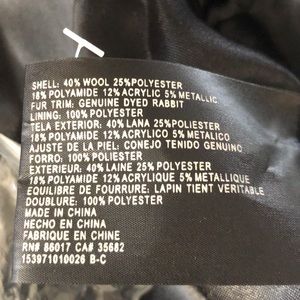 SHELL: 40% WOOL 25%POLYESTER
18% POLYAMIDE 12% ACRYLIC 5% METALLIC
FUR TRIM: GENUINE DYED RABBIT
LINING: 100% POLYESTER
TELA EXTERIOR: 40% LANA 25% POLIESTER
18% POLYAMIDE 12% ACRYLICO 5% METALICO
AJUSTE DE LA PIEL: CONEJO TENIDO GENUINO
FORRO: 100% POLIESTER
EXTERIEUR: 40% LAINE 25% POLYESTER
18% POLYAMIDE 12% ACRYLIQUE 5% METALLIQUE
EQUILIBRE DE FOURRURE: LAPIN TIENT VERITABLE
DOUBLURE: 100% POLYESTER
MADE IN CHINA
HECHO EN CHINA
FABRIQUE EN CHINE
RN# 86017 CA# 35682
153971010026 B-C